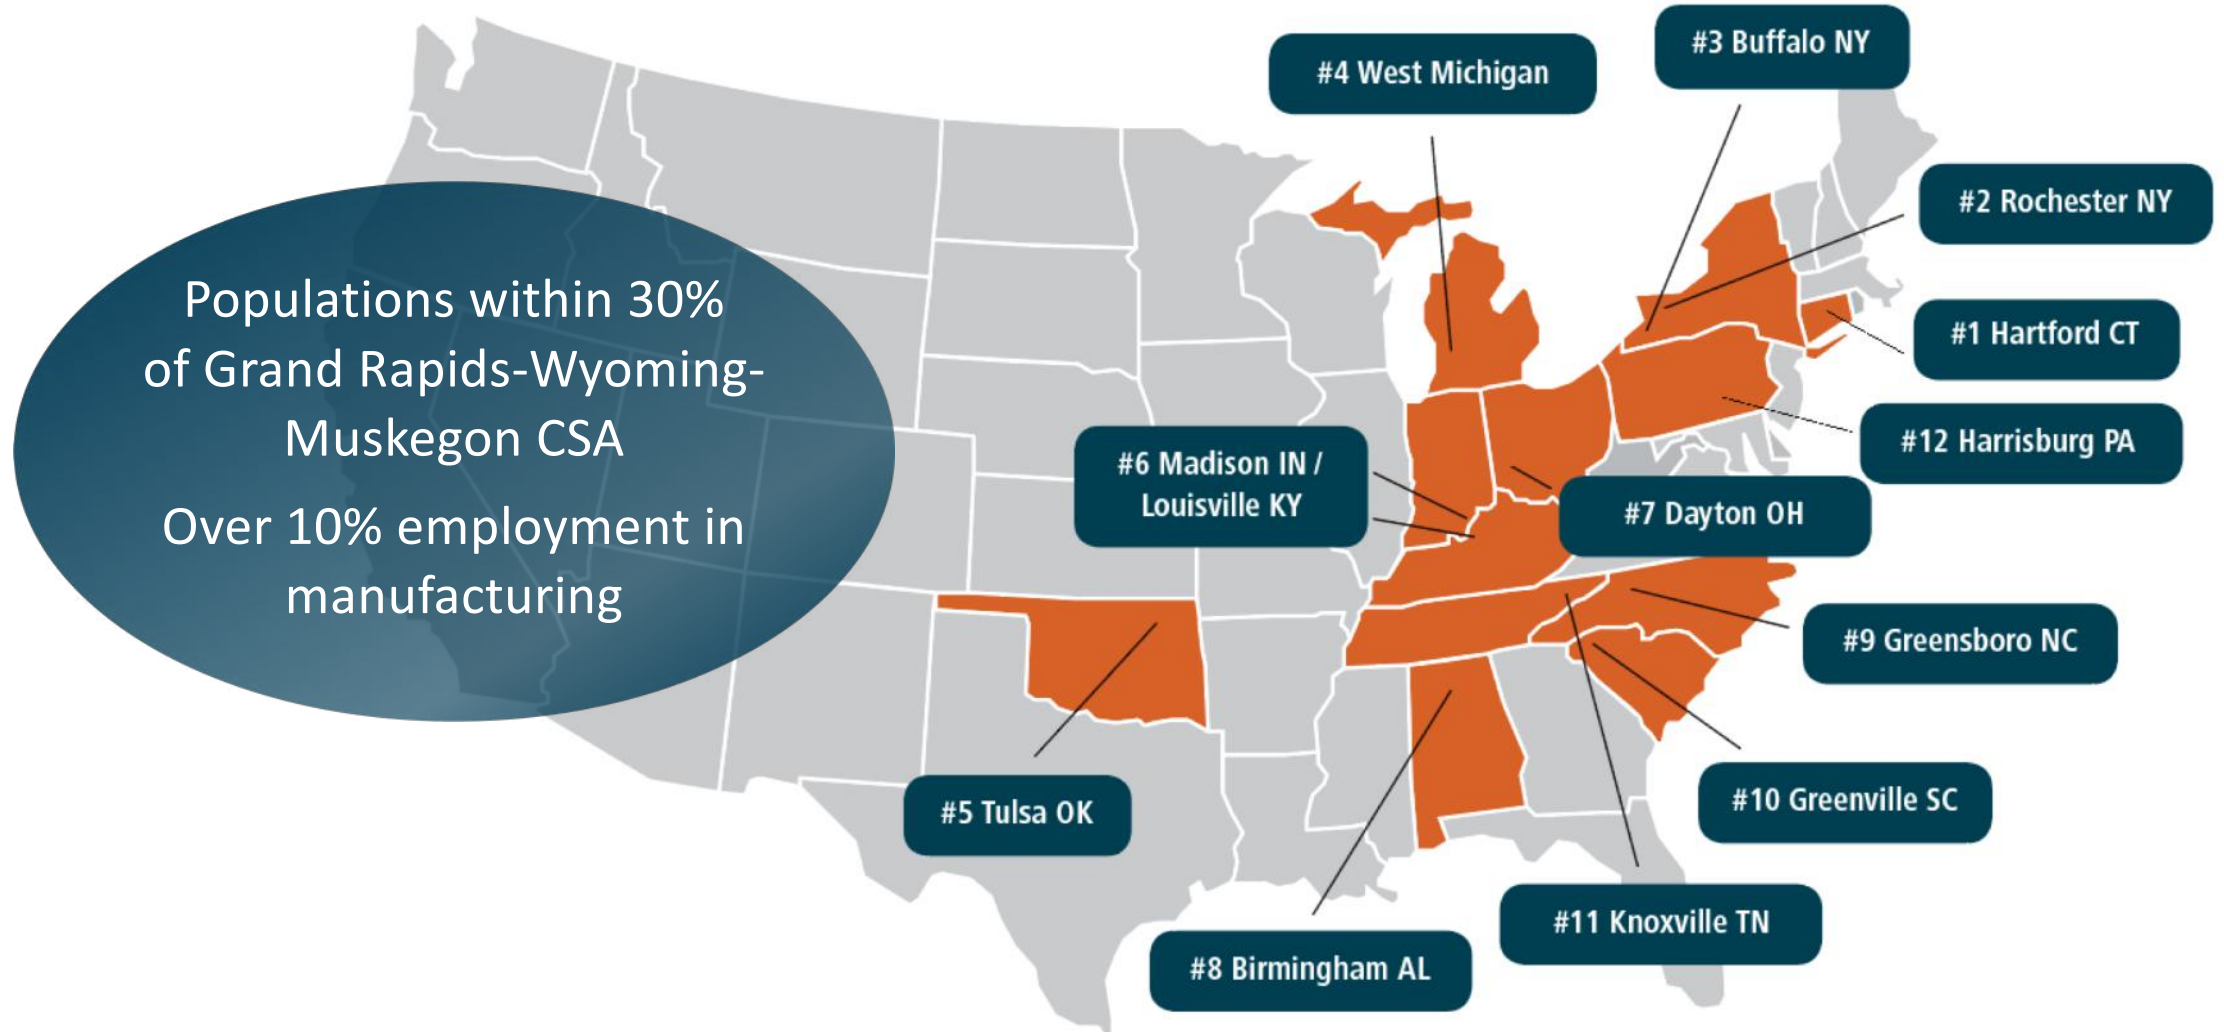 #3 Buffalo NY
#4 West Michigan
#2 Rochester NY
Populations within 30%
of Grand Rapids-Wyoming-
Muskegon CSA
Over 10% employment in
manufacturing
#1 Hartford CT
#12 Harrisburg PA
#6 Madison IN /
Louisville KY
#7 Dayton OH
#9 Greensboro NC
#10 Greenville SC
#5 Tulsa OK
#11 Knoxville TN
#8 Birmingham AL